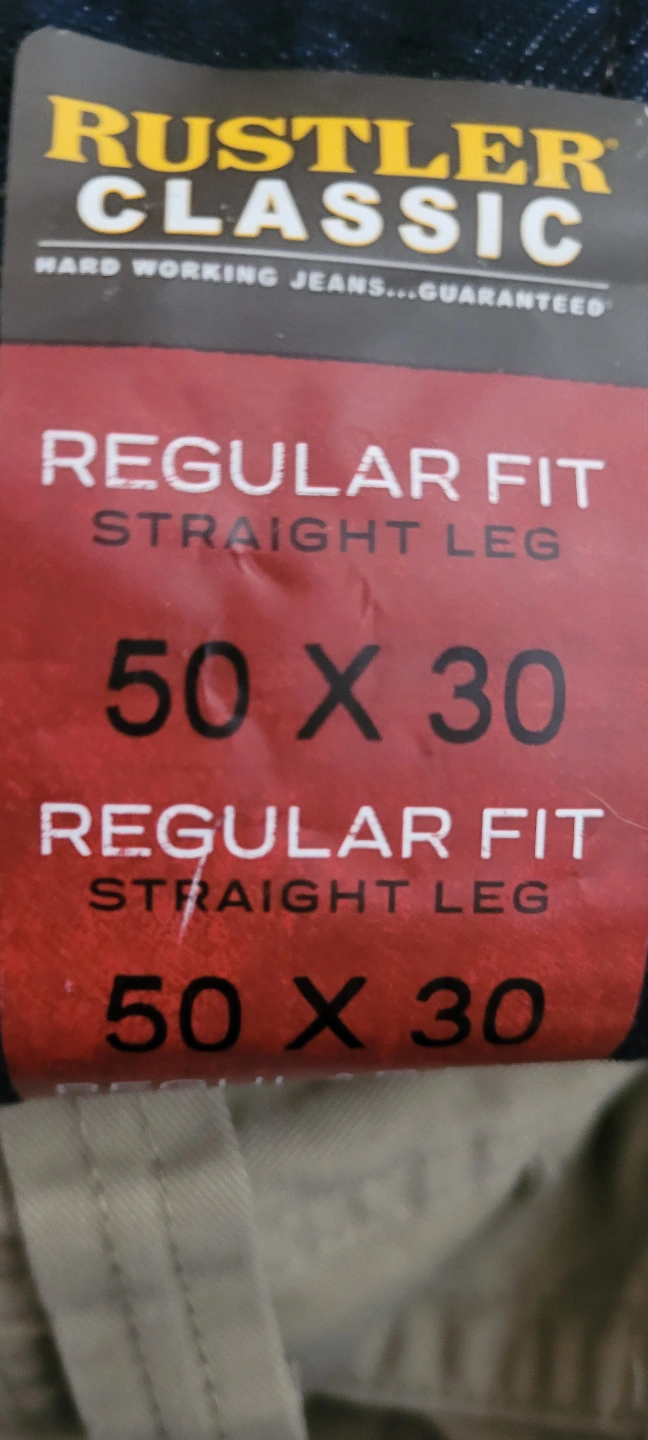 RUSTLER®
CLASSIC
HARD WORKING JEANS...GUARANTEED
REGULAR FIT
STRAIGHT LEG
50 X 30
REGULAR FIT
STRAIGHT LEG
50 X 30